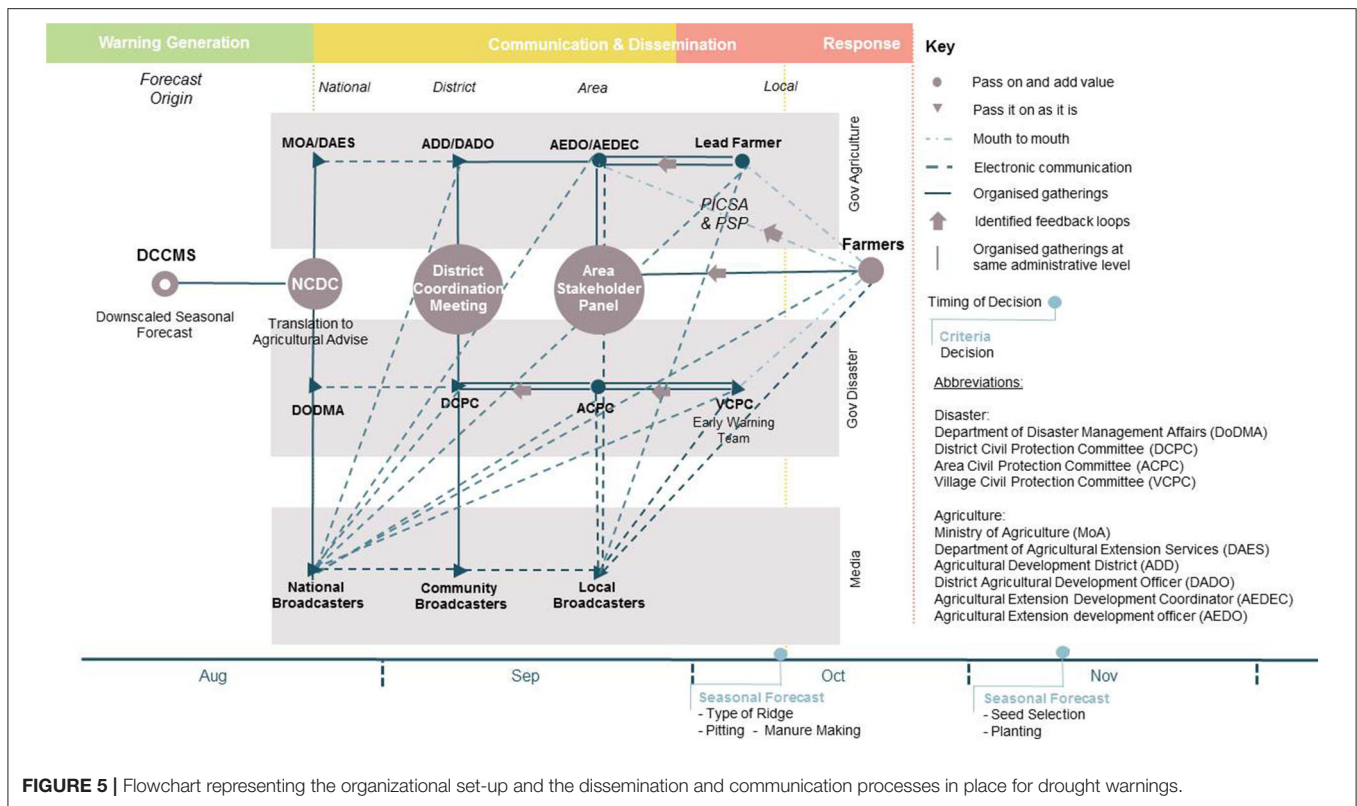 Warning Generation
Communication & Dissemination
Response
Forecast
Origin
National
District
Area
Local
MOA/DAES
ADD/DADO
AEDO/AEDEC
Lead Farmer
Gov Agriculture
PICSA
& PSP
Farmers
DCCMS
Downscaled Seasonal
Forecast
NCDC
Translation to
Agricultural Advise
District
Coordination
Meeting
Area
Stakeholder
Panel
DODMA
DCPC
ACPC
VCPC
Early Warning
Team
Gov Disaster
National
Broadcasters
Community
Broadcasters
Local
Broadcasters
Media
Key
Pass on and add value
Pass it on as it is
Mouth to mouth
Electronic communication
Organised gatherings
Identified feedback loops
Organised gatherings at
same administrative level
Timing of Decision
Criteria
Decision
Abbreviations:
Disaster:
Department of Disaster Management Affairs (DoDMA)
District Civil Protection Committee (DCPC)
Area Civil Protection Committee (ACPC)
Village Civil Protection Committee (VCPC)
Agriculture:
Ministry of Agriculture (MoA)
Department of Agricultural Extension Services (DAES)
Agricultural Development District (ADD)
District Agricultural Development Officer (DADO)
Agricultural Extension Development Coordinator (AEDEC)
Agricultural Extension development officer (AEDO)
Aug
Sep
Oct
Nov
Seasonal Forecast
- Type of Ridge
- Pitting - Manure Making
Seasonal Forecast
- Seed Selection
- Planting
FIGURE 5 | Flowchart representing the organizational set-up and the dissemination and communication processes in place for drought warnings.